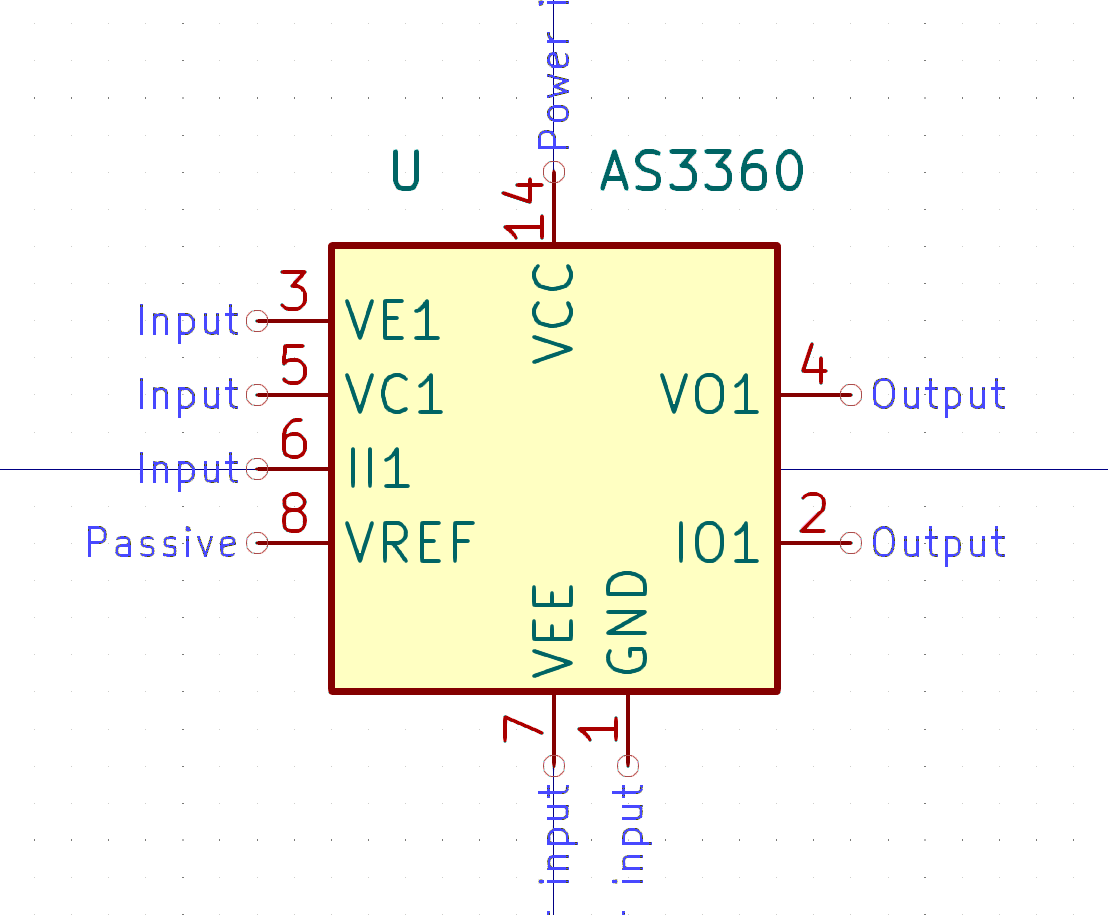 Power i
U
AS3360
14
VCC
Input
3
VE1
Input
5
VC1
Input
6
II1
Passive
8
VREF
VO1
4
Output
IO1
2
Output
VEE
GND
7
1
input
input